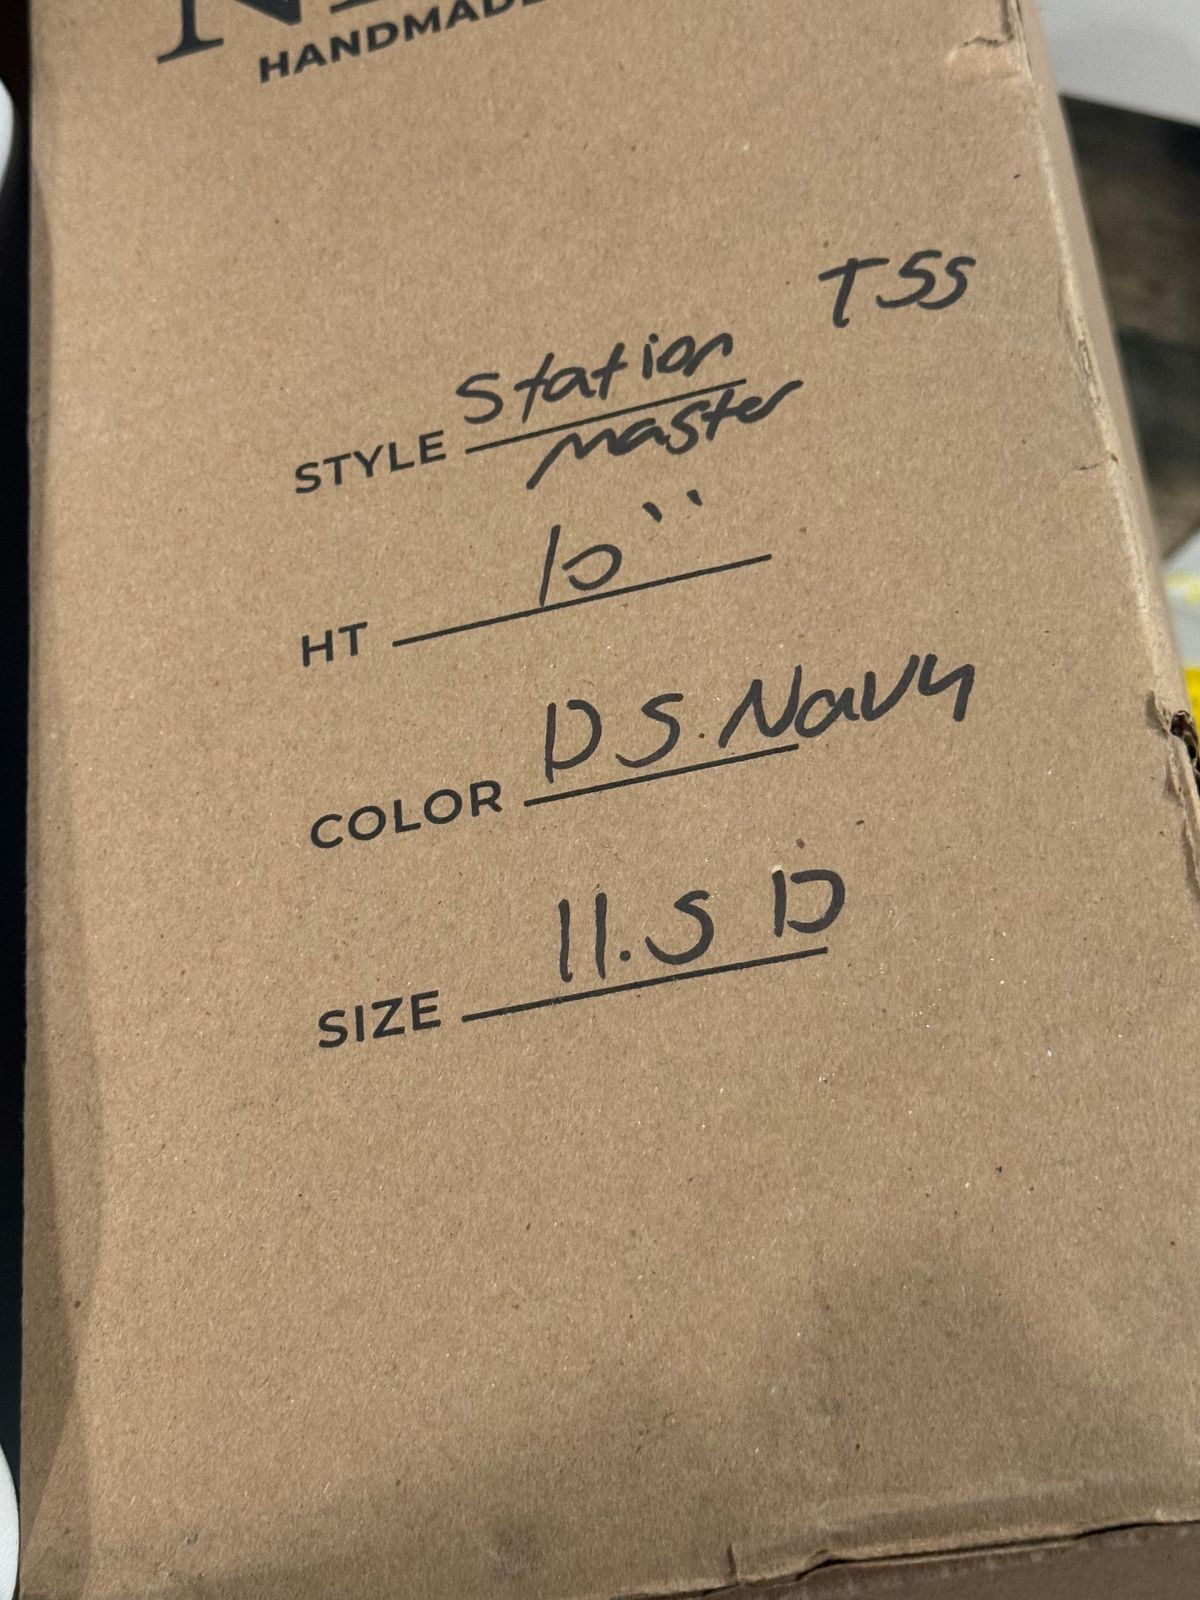 HANDMADE
TSS
STYLE Station
Master
HT 10"
COLOR DS. Navy
SIZE 11.5 D